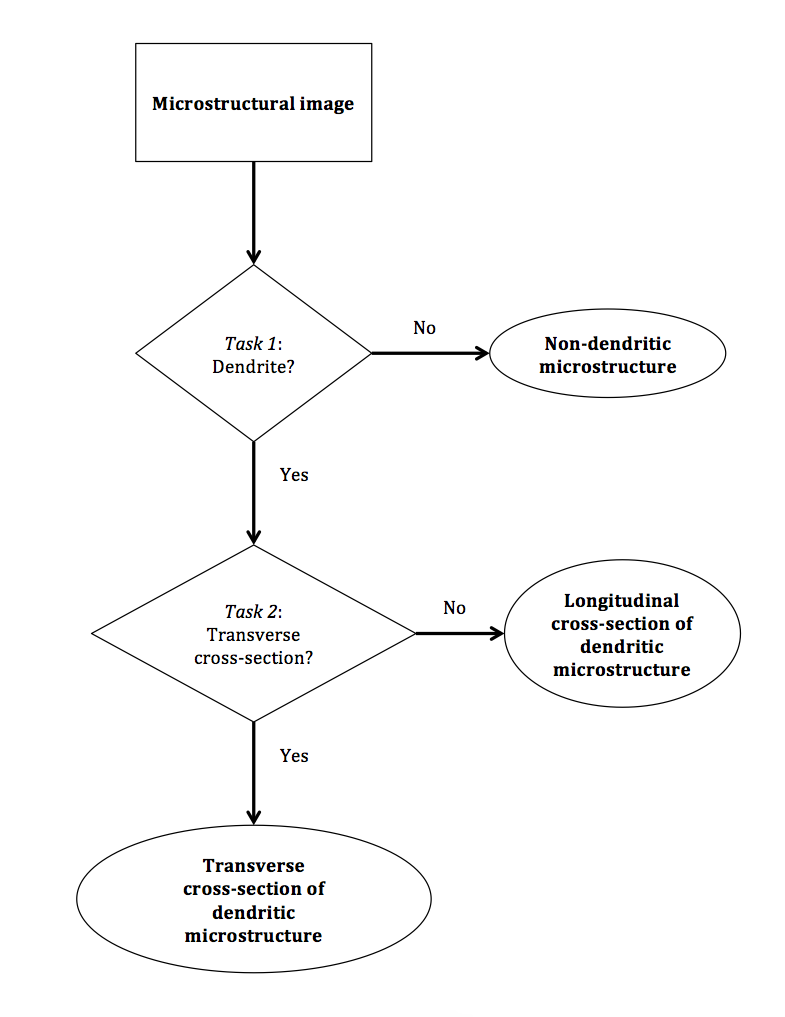 Microstructural image
Task 1:
Dendrite?
No
Non-dendritic
microstructure
Yes
Task 2:
Transverse
cross-section?
No
Longitudinal
cross-section of
dendritic
microstructure
Yes
Transverse
cross-section of
dendritic
microstructure